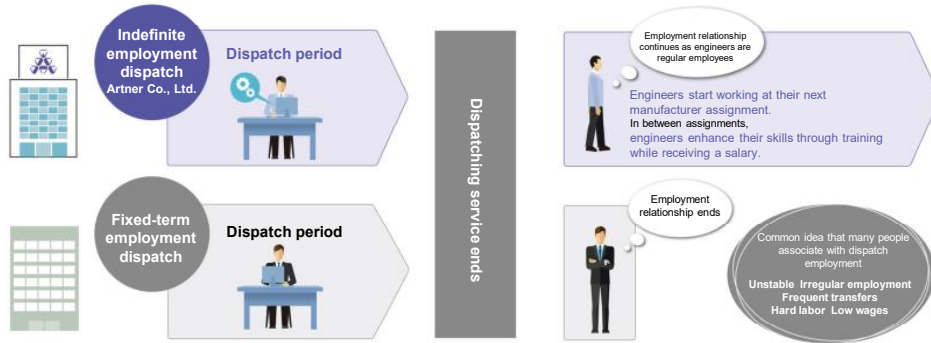 Indefinite
employment
dispatch
Artner Co., Ltd.
Dispatch period
Dispatching service ends
Employment relationship
continues as engineers are
regular employees
Engineers start working at their next
manufacturer assignment.
In between assignments,
engineers enhance their skills through training
while receiving a salary.
Fixed-term
employment
dispatch
Dispatch period
Employment
relationship ends
Common idea that many people
associate with dispatch
employment
Unstable Irregular employment
Frequent transfers
Hard labor Low wages